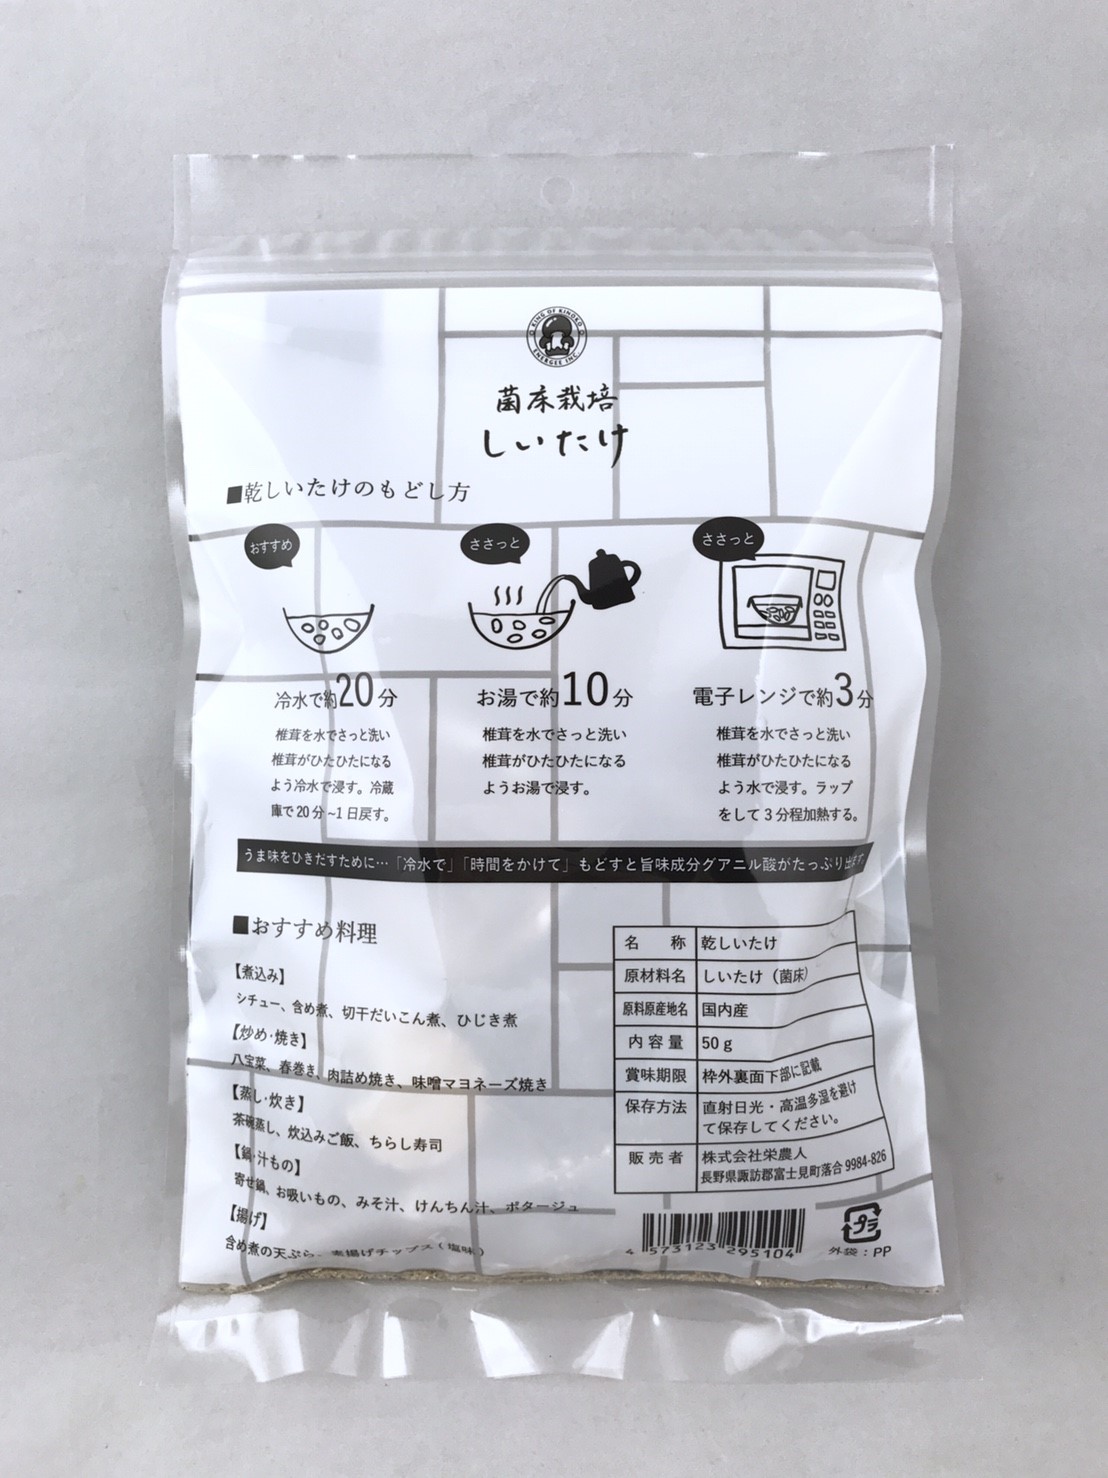 KING OF KINOKO
ENERGEE INC.
菌床栽培
しいたけ
■乾しいたけのもどし方
おすすめ
ささっと
ささっと
冷水で約20分
椎茸を水でさっと洗い
椎茸がひたひたになる
よう冷水で浸す。冷蔵
庫で20分~1日戻す。
お湯で約10分
椎茸を水でさっと洗い
椎茸がひたひたになる
ようお湯で浸す。
電子レンジで約3分
椎茸を水でさっと洗い
椎茸がひたひたになる
よう水で浸す。ラップ
をして3分程加熱する。
うま味をひきだすために…「冷水で」「時間をかけて」もどすと旨味成分グアニル酸がたっぷり出ます
■おすすめ料理
【煮込み】
シチュー、含め煮、切干だいこん煮、ひじき煮
【炒め・焼き】
八宝菜、春巻き、肉詰め焼き、味噌マヨネーズ焼き
【蒸し・炊き】
茶碗蒸し、炊込みご飯、ちらし寿司
【鍋・汁もの】
寄せ鍋、お吸いもの、みそ汁、けんちん汁、ポタージュ
【揚げ】
含め煮の天ぷら、素揚げチップス(塩味)
名称 乾しいたけ
原材料名 しいたけ(菌床)
原料原産地名 国内産
内容量 50g
賞味期限 枠外裏面下部に記載
保存方法 直射日光・高温多湿を避け
て保存してください。
販売者 株式会社栄農人
長野県諏訪郡富士見町落合9984-826
4 573123 295104
プラ
外袋:PP